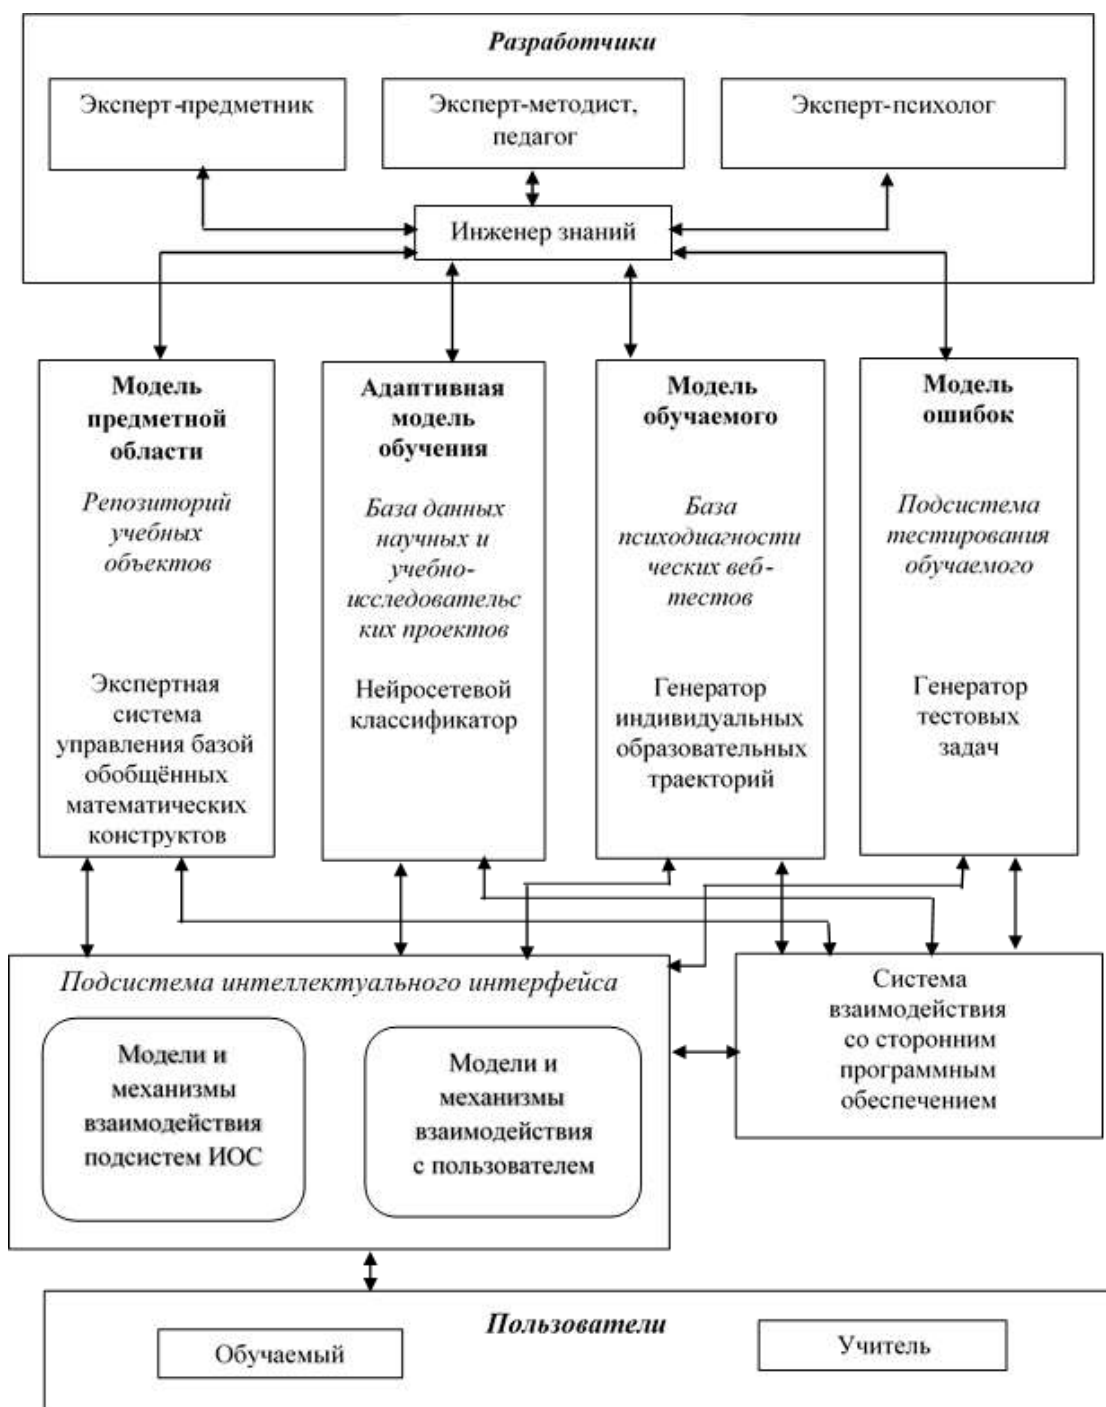 Разработчики
Эксперт-предметник
Эксперт-методист,
педагог
Эксперт-психолог
Инженер знаний
Модель
предметной
области
Репозиторий
учебных
объектов
Экспертная
система
управления базой
обобщённых
математических
конструктов
Адаптивная
модель
обучения
База данных
научных и
учебно-
исследовательс
ких проектов
Нейросетевой
классификатор
Модель
обучаемого
База
психодиагности
ческих веб-
тестов
Генератор
индивидуальных
образовательных
траекторий
Модель
ошибок
Подсистема
тестирования
обучаемого
Генератор
тестовых
задач
Подсистема интеллектуального интерфейса
Модели и
механизмы
взаимодействия
подсистем ИОС
Модели и
механизмы
взаимодействия
с пользователем
Система
взаимодействия
со сторонним
программным
обеспечением
Пользователи
Обучаемый
Учитель